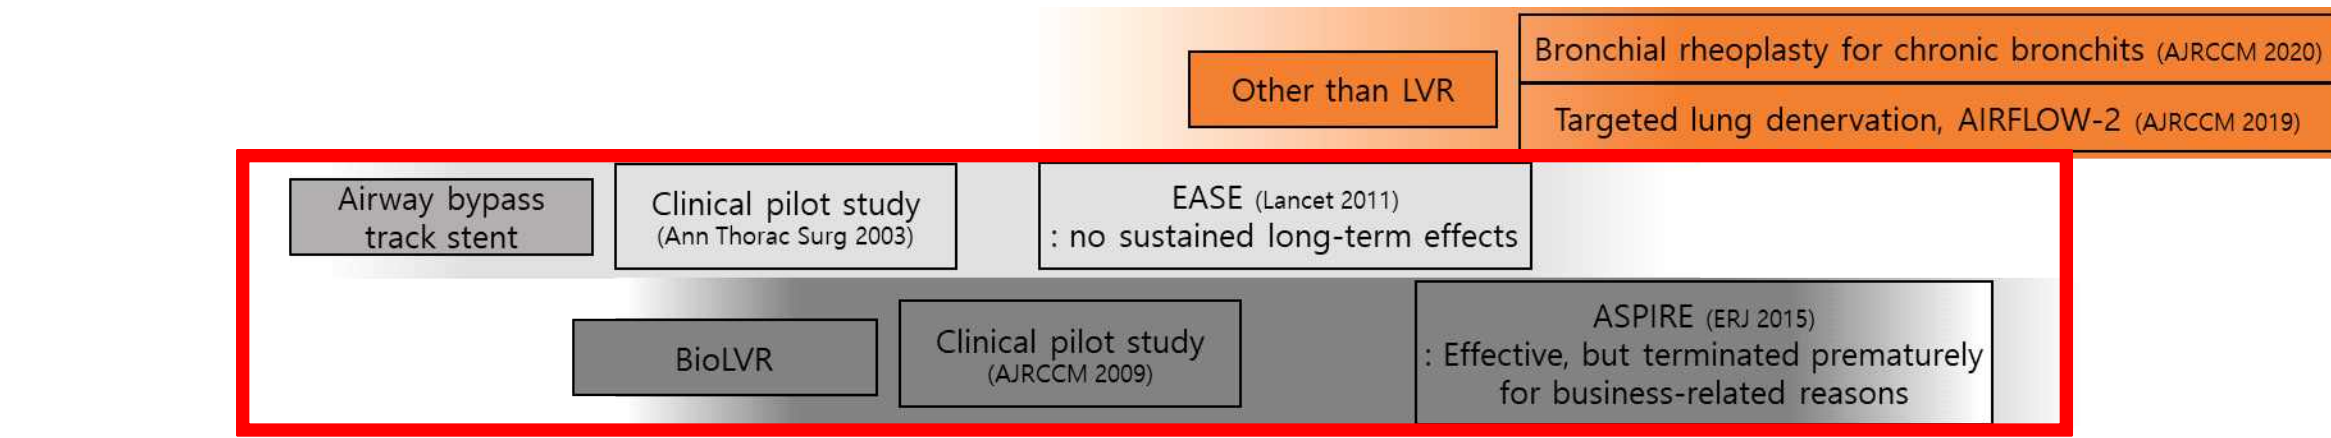 Other than LVR
Bronchial rheoplasty for chronic bronchits (AJRCCM 2020)
Targeted lung denervation, AIRFLOW-2 (AJRCCM 2019)
Airway bypass
track stent
Clinical pilot study
(Ann Thorac Surg 2003)
EASE (Lancet 2011)
: no sustained long-term effects
BioLVR
Clinical pilot study
(AJRCCM 2009)
ASPIRE (ERJ 2015)
: Effective, but terminated prematurely
for business-related reasons